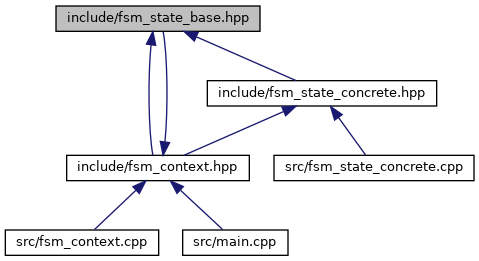 include/fsm_state_base.hpp
include/fsm_state_concrete.hpp
include/fsm_context.hpp
src/fsm_state_concrete.cpp
src/fsm_context.cpp
src/main.cpp